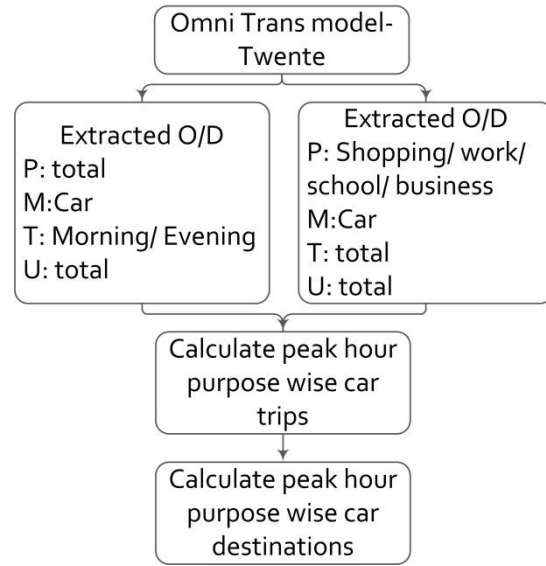 Omni Trans model-
Twente
Extracted O/D
P: total
M:Car
T: Morning/ Evening
U: total
Extracted O/D
P: Shopping/ work/
school/ business
M:Car
T: total
U: total
Calculate peak hour
purpose wise car
trips
Calculate peak hour
purpose wise car
destinations